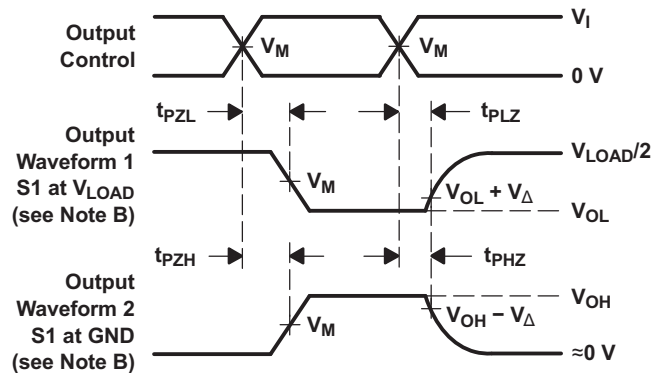 Output
Control
V_M
V_M
V_I
0 V
t_PZL
t_PLZ
Output
Waveform 1
S1 at V_LOAD
(see Note B)
V_M
V_LOAD/2
V_OL + V_Δ
V_OL
t_PZH
t_PHZ
Output
Waveform 2
S1 at GND
(see Note B)
V_M
V_OH
V_OH − V_Δ
≈0 V